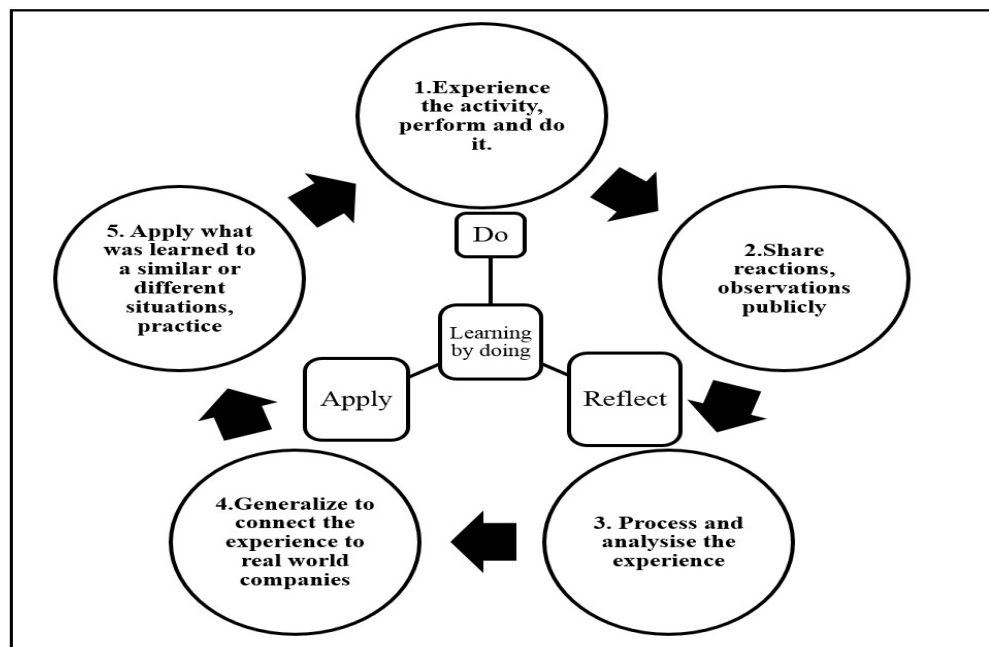 1.Experience
the activity,
perform and do
it.
Do
2.Share
reactions,
observations
publicly
Learning
by doing
Reflect
Apply
3. Process and
analysise the
experience
4.Generalize to
connect the
experience to
real world
companies
5. Apply what
was learned to
a similar or
different
situations,
practice